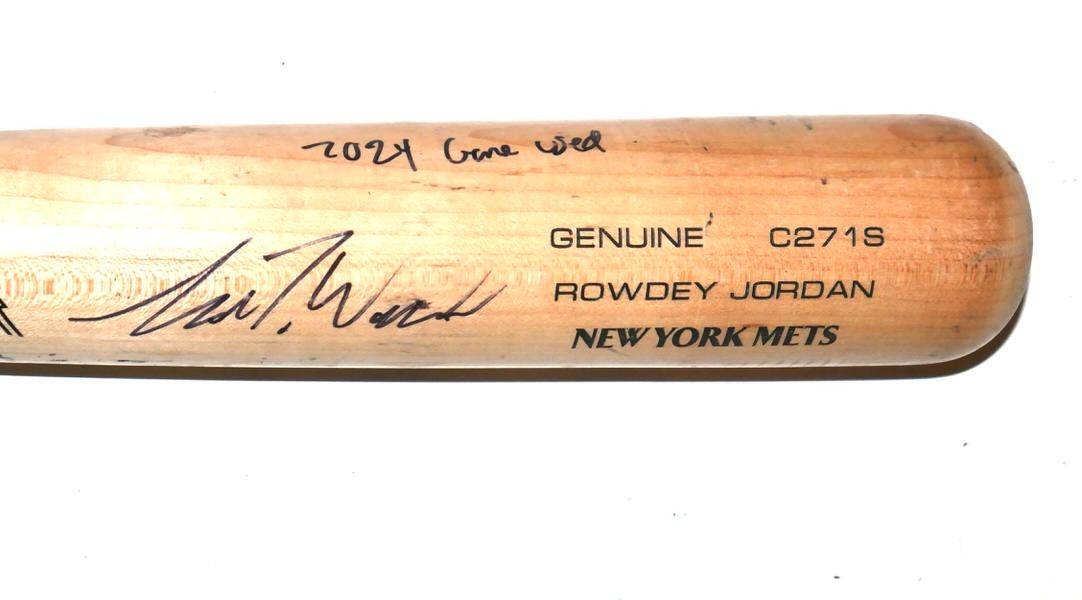 2024 Game Used
GENUINE C271S
ROWDEY JORDAN
NEW YORK METS